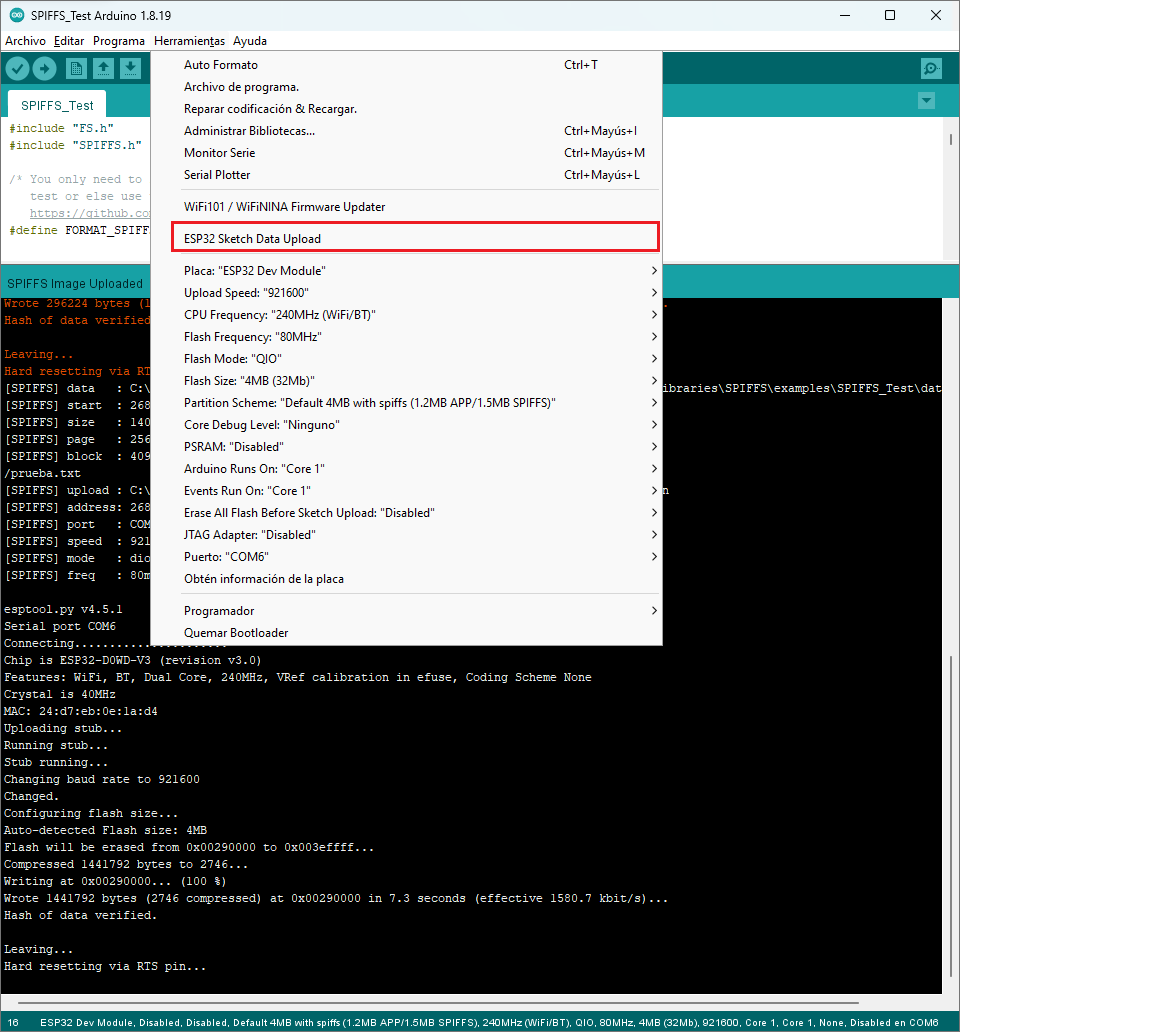 SPIFFS_Test Arduino 1.8.19
Archivo Editar Programa Herramientas Ayuda
SPIFFS_Test
#include "FS.h"
#include "SPIFFS.h"
/* You only need to
test or else use
https://github.co
#define FORMAT_SPIFF
Auto Formato Ctrl+T
Archivo de programa.
Reparar codificación & Recargar.
Administrar Bibliotecas... Ctrl+Mayús+I
Monitor Serie Ctrl+Mayús+M
Serial Plotter Ctrl+Mayús+L
WiFi101 / WiFiNINA Firmware Updater
ESP32 Sketch Data Upload
Placa: "ESP32 Dev Module"
Upload Speed: "921600"
CPU Frequency: "240MHz (WiFi/BT)"
Flash Frequency: "80MHz"
Flash Mode: "QIO"
Flash Size: "4MB (32Mb)"
Partition Scheme: "Default 4MB with spiffs (1.2MB APP/1.5MB SPIFFS)"
Core Debug Level: "Ninguno"
PSRAM: "Disabled"
Arduino Runs On: "Core 1"
Events Run On: "Core 1"
Erase All Flash Before Sketch Upload: "Disabled"
JTAG Adapter: "Disabled"
Puerto: "COM6"
Obtén información de la placa
Programador
Quemar Bootloader
SPIFFS Image Uploaded
Wrote 296224 bytes (1
Hash of data verified
Leaving...
Hard resetting via RT
[SPIFFS] data : C:\ ibraries\SPIFFS\examples\SPIFFS_Test\dat
[SPIFFS] start : 268
[SPIFFS] size : 140
[SPIFFS] page : 256
[SPIFFS] block : 409
/prueba.txt
[SPIFFS] upload : C:\ n
[SPIFFS] address: 268
[SPIFFS] port : COM
[SPIFFS] speed : 921
[SPIFFS] mode : dio
[SPIFFS] freq : 80m
esptool.py v4.5.1
Serial port COM6
Connecting......................
Chip is ESP32-D0WD-V3 (revision v3.0)
Features: WiFi, BT, Dual Core, 240MHz, VRef calibration in efuse, Coding Scheme None
Crystal is 40MHz
MAC: 24:d7:eb:0e:1a:d4
Uploading stub...
Running stub...
Stub running...
Changing baud rate to 921600
Changed.
Configuring flash size...
Auto-detected Flash size: 4MB
Flash will be erased from 0x00290000 to 0x003effff...
Compressed 1441792 bytes to 2746...
Writing at 0x00290000... (100 %)
Wrote 1441792 bytes (2746 compressed) at 0x00290000 in 7.3 seconds (effective 1580.7 kbit/s)...
Hash of data verified.
Leaving...
Hard resetting via RTS pin...
16 ESP32 Dev Module, Disabled, Disabled, Default 4MB with spiffs (1.2MB APP/1.5MB SPIFFS), 240MHz (WiFi/BT), QIO, 80MHz, 4MB (32Mb), 921600, Core 1, Core 1, None, Disabled en COM6